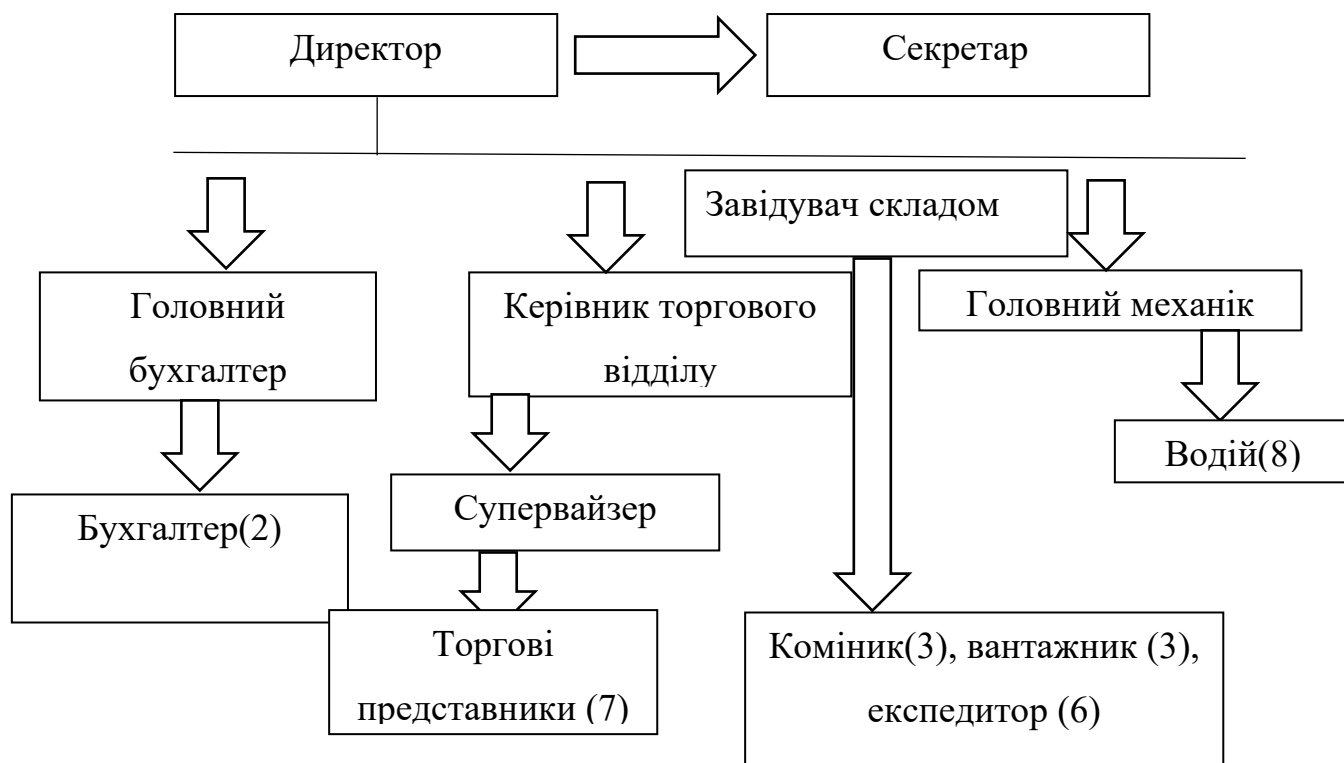 Директор
Секретар
Завідувач складом
Головний
бухгалтер
Керівник торгового
відділу
Головний механік
Водій(8)
Супервайзер
Бухгалтер(2)
Торгові
представники (7)
Коміник(3), вантажник (3),
експедитор (6)